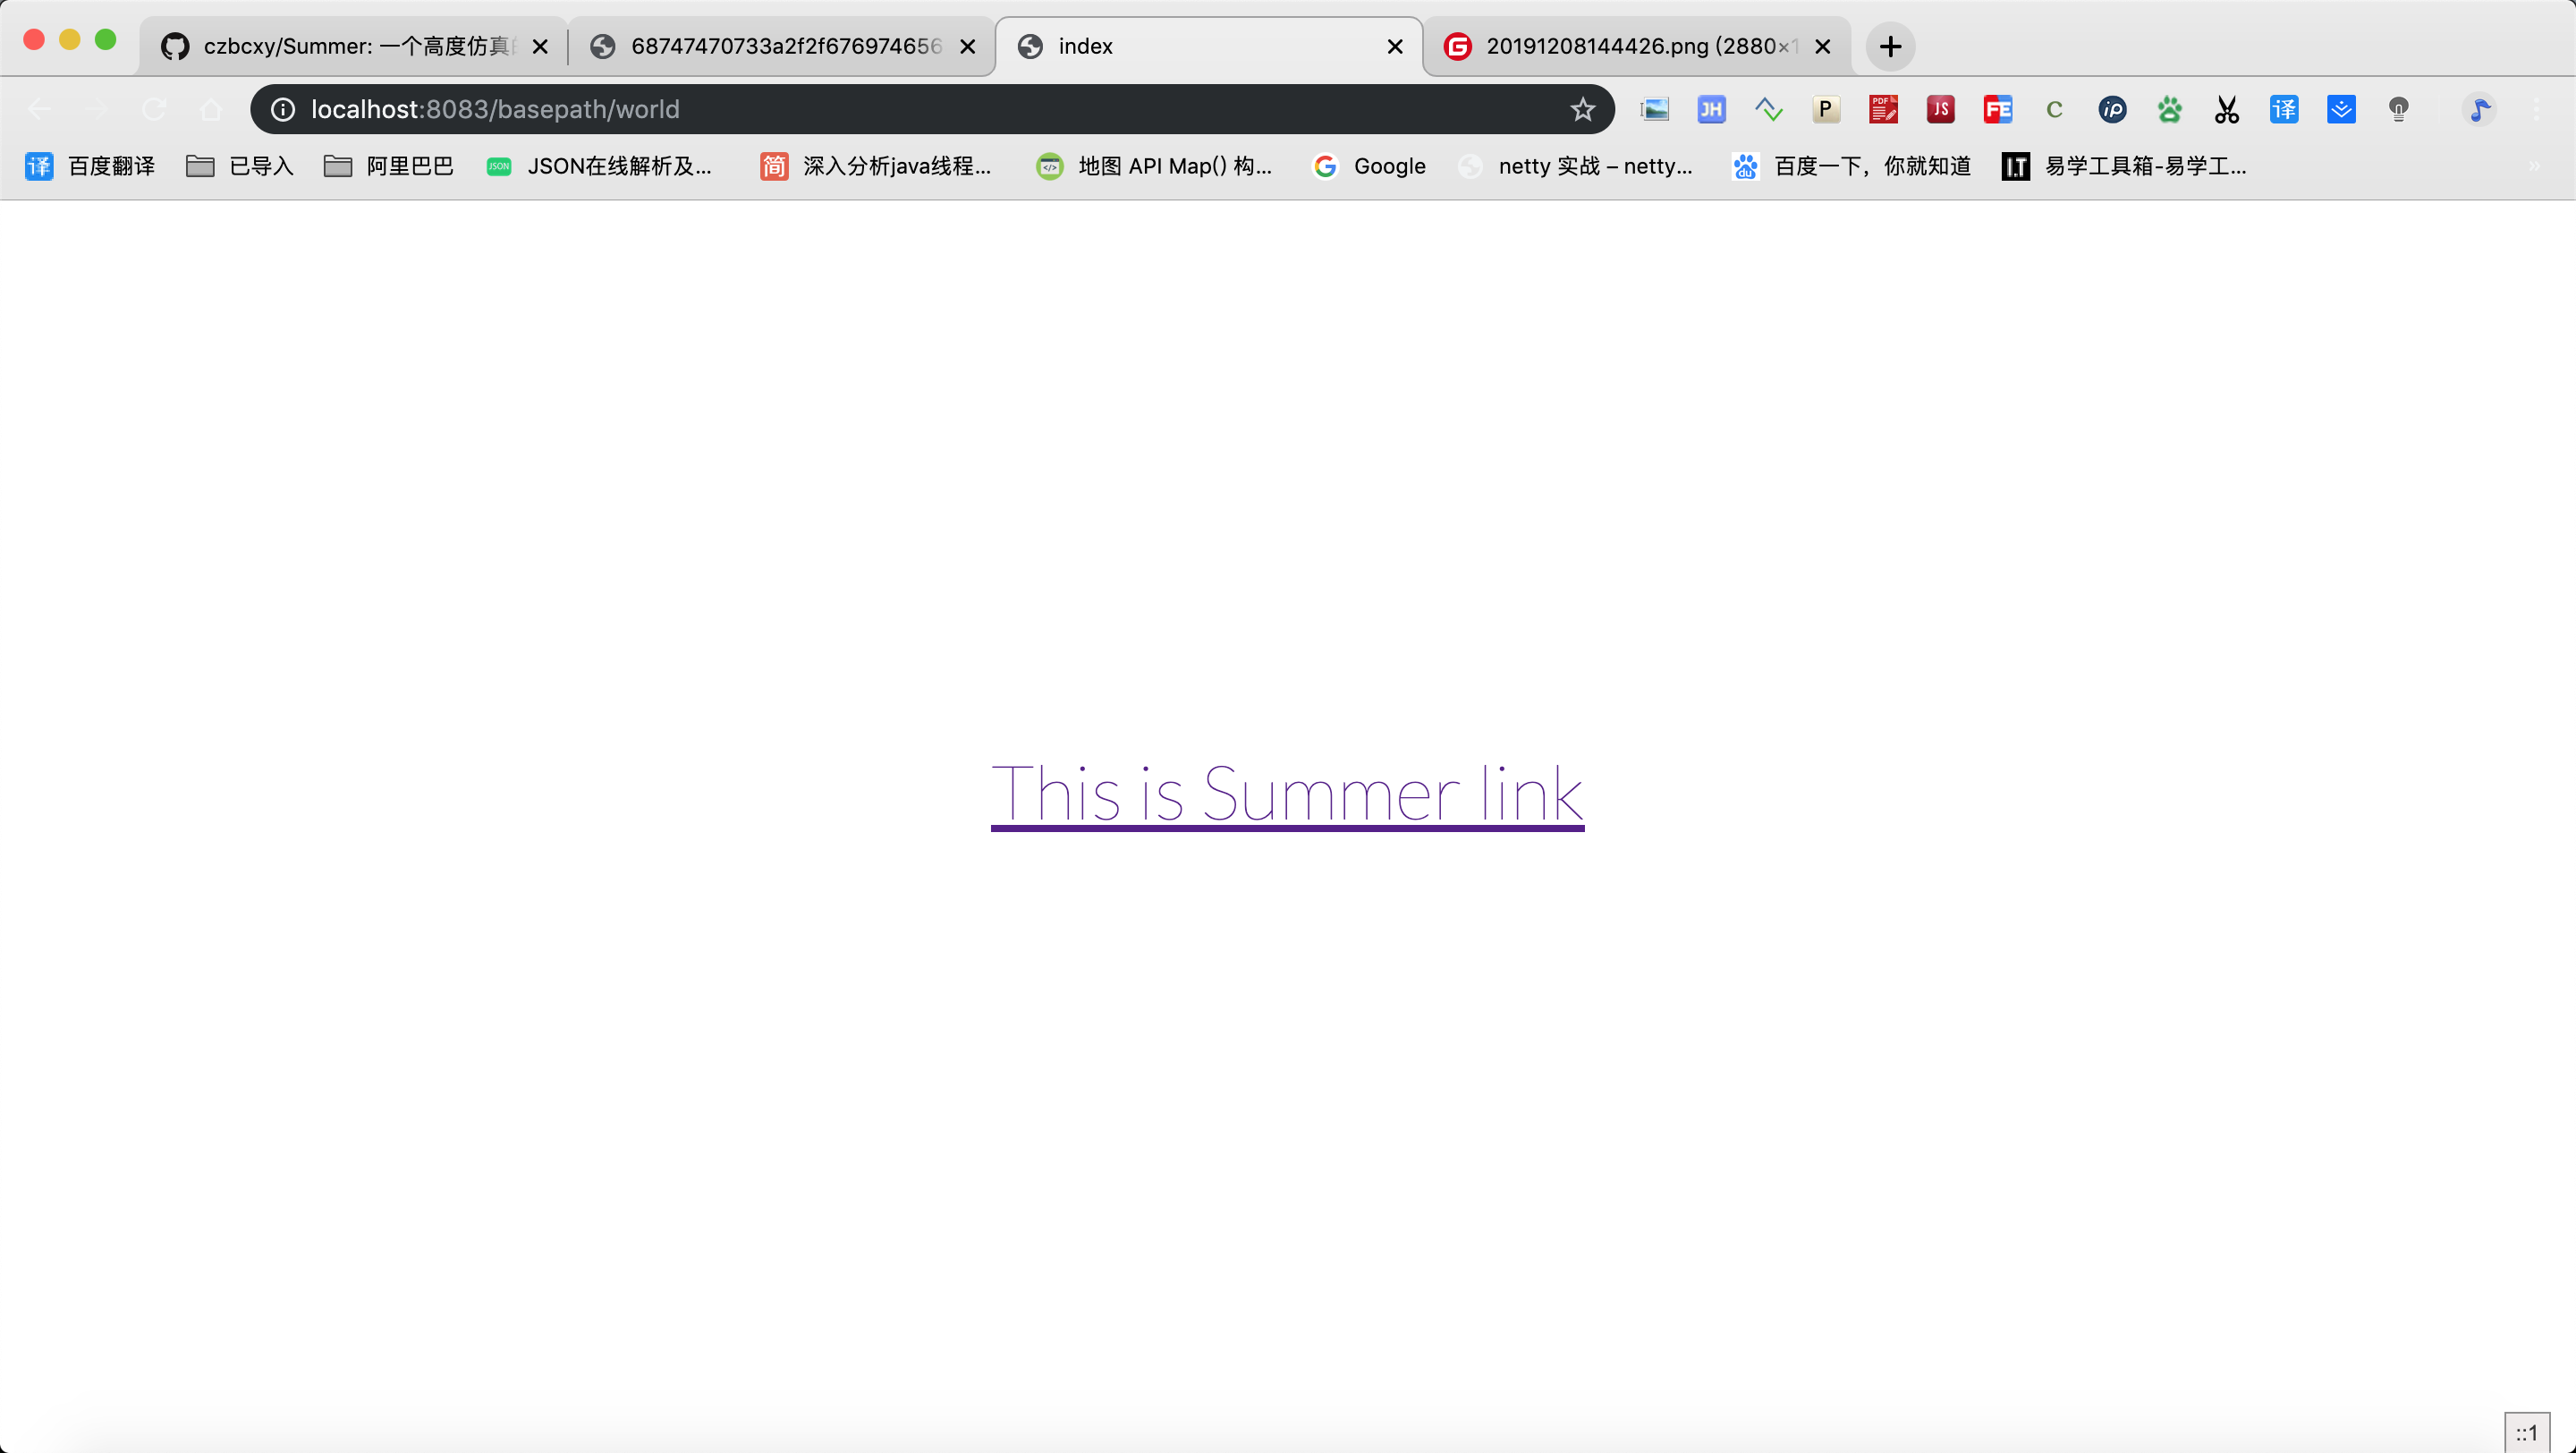 czbcxy/Summer: 一个高度仿真
68747470733a2f2f676974656
index
20191208144426.png (2880×1
localhost:8083/basepath/world
JH
P
PDF
JS
FE
C
ip
译
译 百度翻译
已导入
阿里巴巴
JSON JSON在线解析及...
简 深入分析java线程...
地图 API Map() 构...
Google
netty 实战 – netty...
du 百度一下，你就知道
I.T 易学工具箱-易学工...
This is Summer link
::1